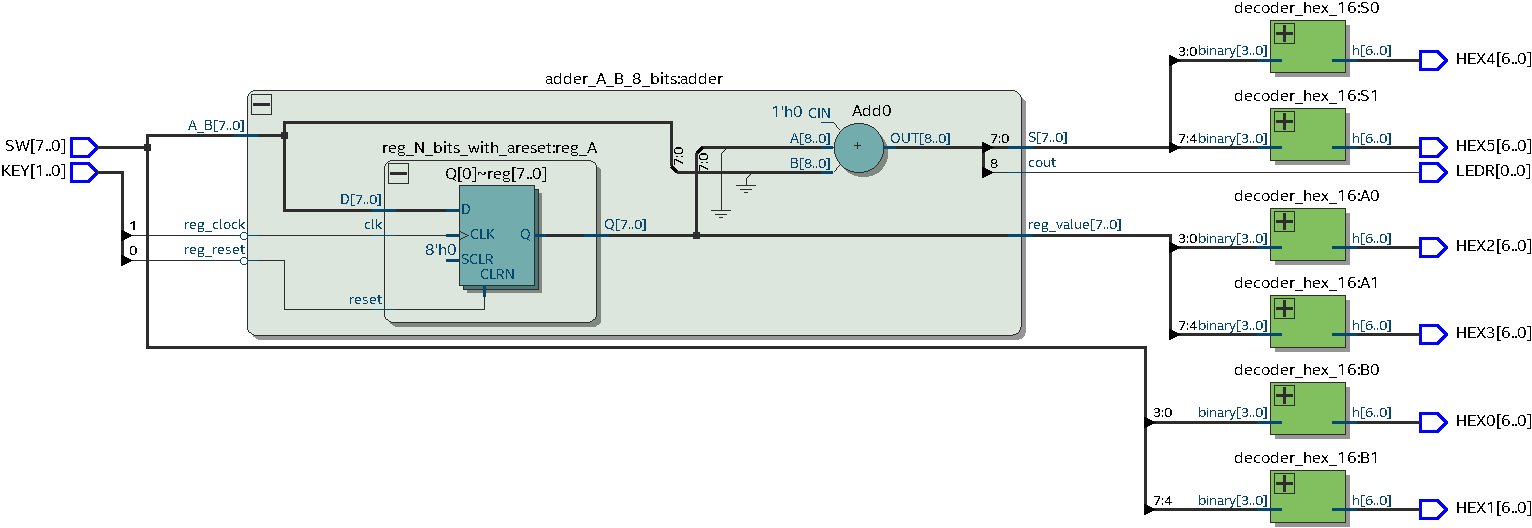 decoder_hex_16:S0
3:0 binary[3..0] h[6..0] HEX4[6..0]
adder_A_B_8_bits:adder
decoder_hex_16:S1
1'h0 CIN Add0
SW[7..0] A_B[7..0] A[8..0] + OUT[8..0] 7:0 S[7..0] 7:4 binary[3..0] h[6..0] HEX5[6..0]
reg_N_bits_with_areset:reg_A 7:0 7:0 B[8..0] 8 cout
KEY[1..0] Q[0]~reg[7..0] LEDR[0..0]
decoder_hex_16:A0
D[7..0] D
1 reg_clock clk CLK Q Q[7..0] reg_value[7..0] 3:0 binary[3..0] h[6..0] HEX2[6..0]
0 reg_reset 8'h0 SCLR
CLRN
decoder_hex_16:A1
reset
7:4 binary[3..0] h[6..0] HEX3[6..0]
decoder_hex_16:B0
3:0 binary[3..0] h[6..0] HEX0[6..0]
decoder_hex_16:B1
7:4 binary[3..0] h[6..0] HEX1[6..0]